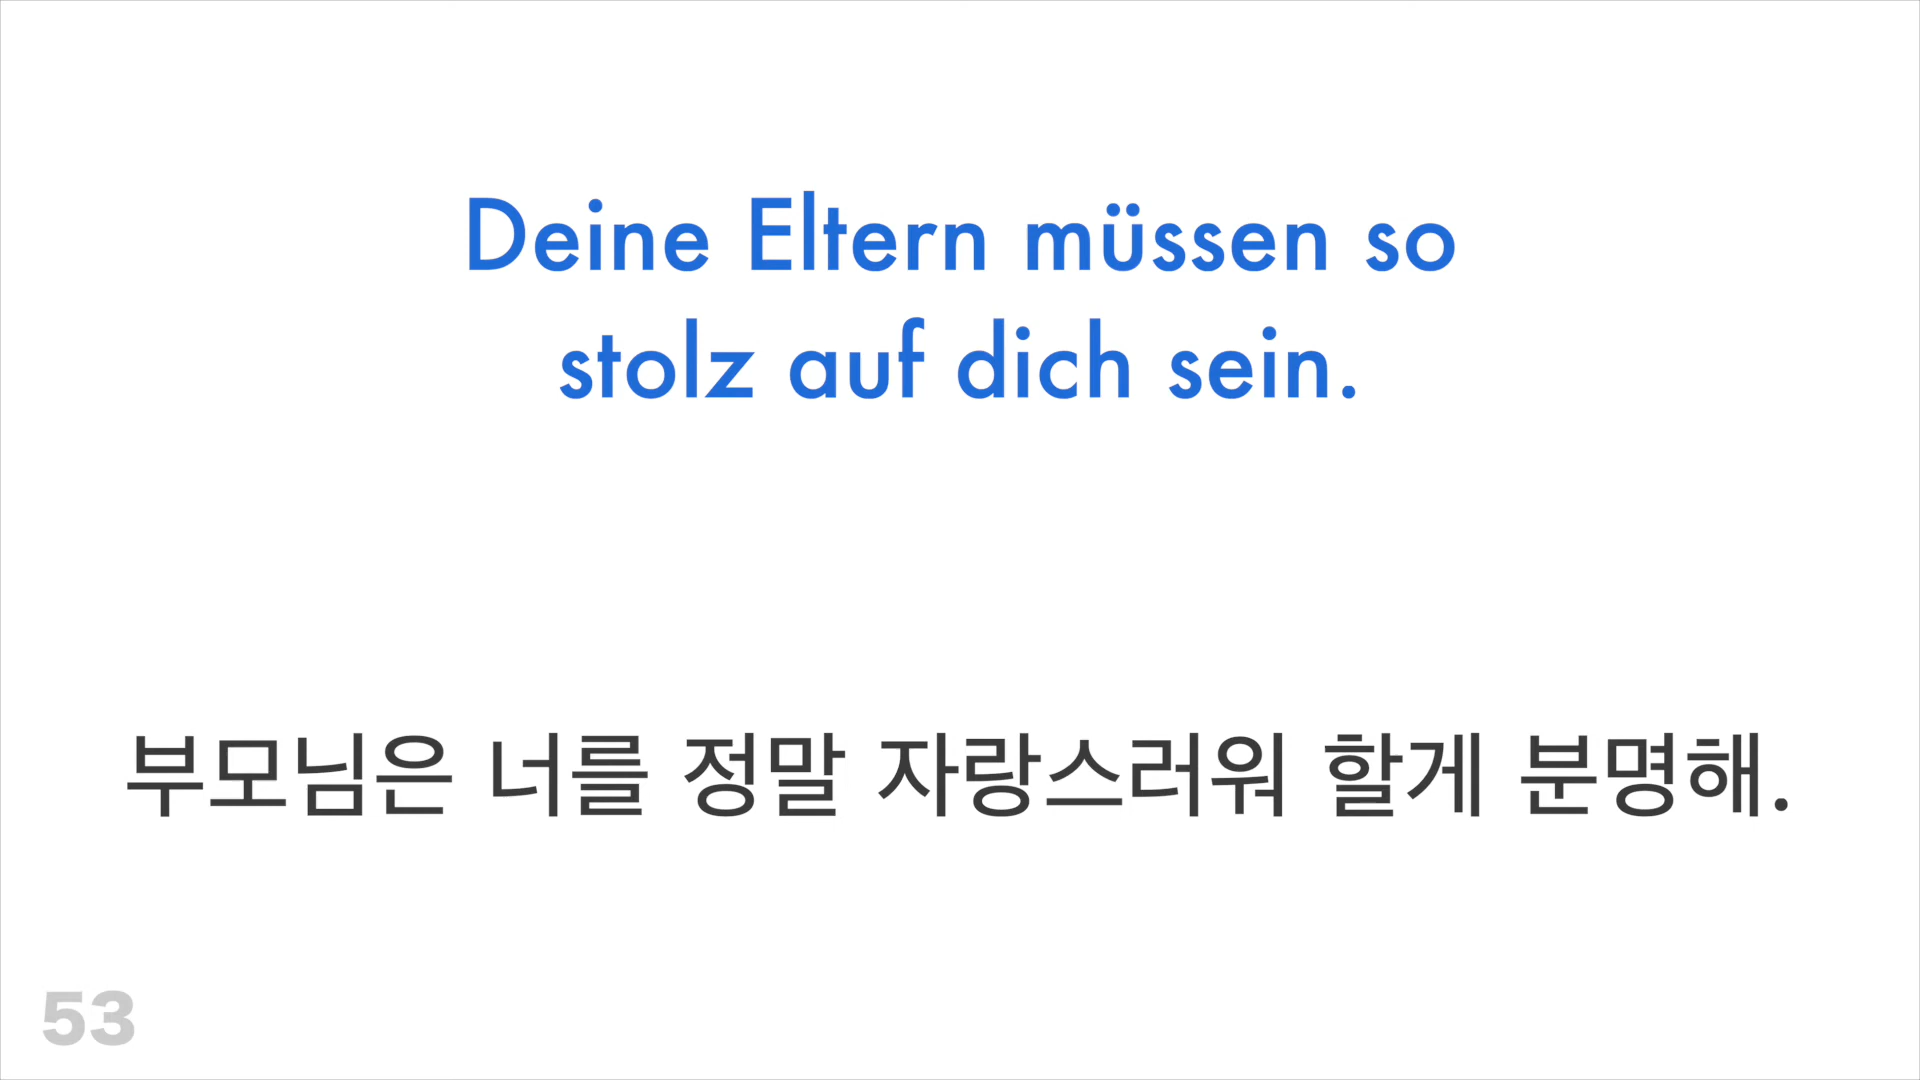 Deine Eltern müssen so
stolz auf dich sein.
부모님은 너를 정말 자랑스러워 할게 분명해.
53